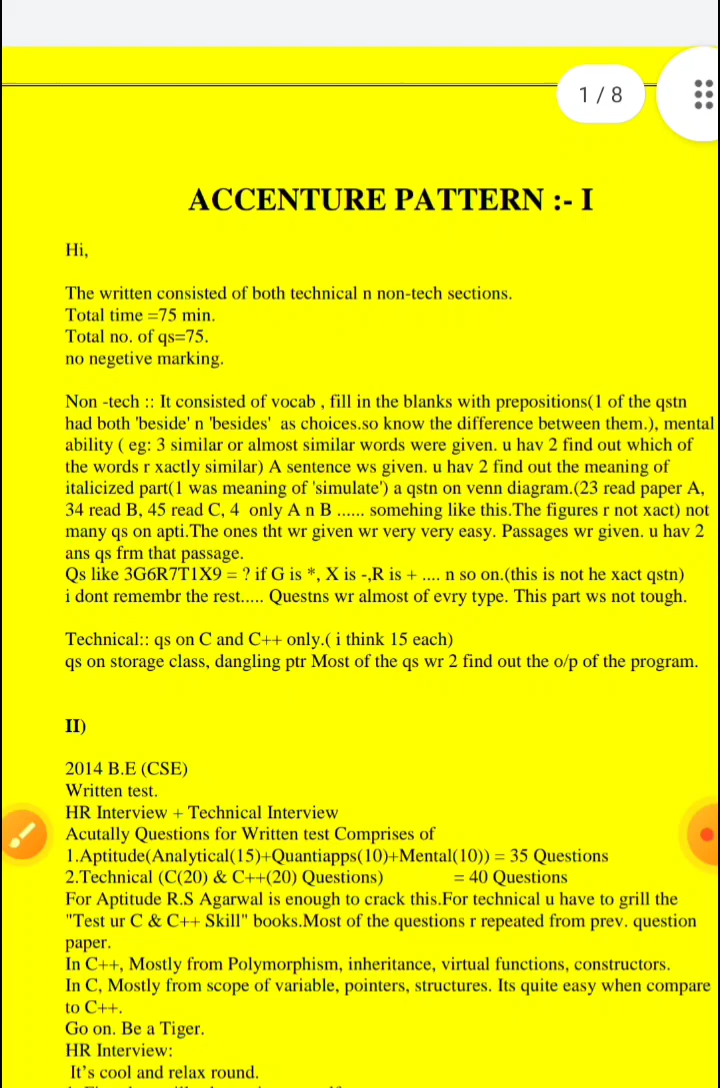 1 / 8
ACCENTURE PATTERN :- I
Hi,
The written consisted of both technical n non-tech sections.
Total time =75 min.
Total no. of qs=75.
no negetive marking.
Non -tech :: It consisted of vocab , fill in the blanks with prepositions(1 of the qstn
had both 'beside' n 'besides'  as choices.so know the difference between them.), mental
ability ( eg: 3 similar or almost similar words were given. u hav 2 find out which of
the words r xactly similar) A sentence ws given. u hav 2 find out the meaning of
italicized part(1 was meaning of 'simulate') a qstn on venn diagram.(23 read paper A,
34 read B, 45 read C, 4  only A n B ...... somehing like this.The figures r not xact) not
many qs on apti.The ones tht wr given wr very very easy. Passages wr given. u hav 2
ans qs frm that passage.
Qs like 3G6R7T1X9 = ? if G is *, X is -,R is + .... n so on.(this is not he xact qstn)
i dont remembr the rest..... Questns wr almost of evry type. This part ws not tough.
Technical:: qs on C and C++ only.( i think 15 each)
qs on storage class, dangling ptr Most of the qs wr 2 find out the o/p of the program.
II)
2014 B.E (CSE)
Written test.
HR Interview + Technical Interview
Acutally Questions for Written test Comprises of
1.Aptitude(Analytical(15)+Quantiapps(10)+Mental(10)) = 35 Questions
2.Technical (C(20) & C++(20) Questions) = 40 Questions
For Aptitude R.S Agarwal is enough to crack this.For technical u have to grill the
"Test ur C & C++ Skill" books.Most of the questions r repeated from prev. question
paper.
In C++, Mostly from Polymorphism, inheritance, virtual functions, constructors.
In C, Mostly from scope of variable, pointers, structures. Its quite easy when compare
to C++.
Go on. Be a Tiger.
HR Interview:
It's cool and relax round.